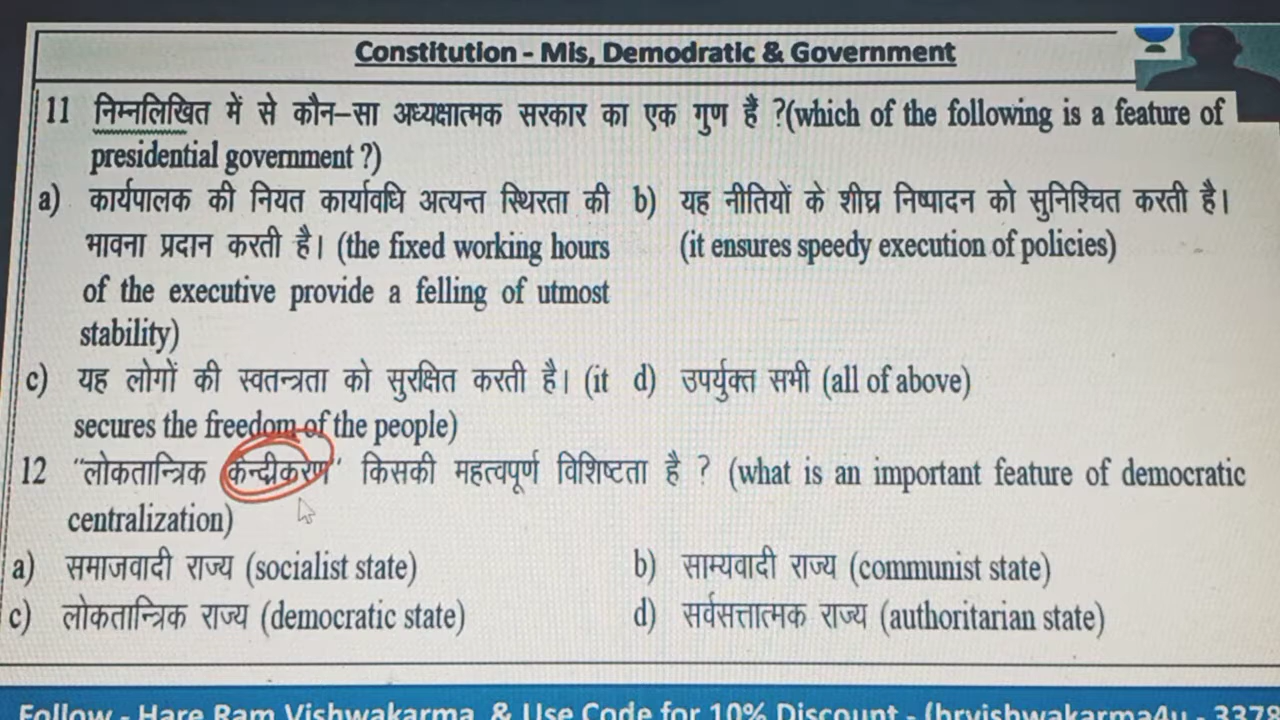 Constitution - Mis, Demodratic & Government
11 निम्नलिखित में से कौन-सा अध्यक्षात्मक सरकार का एक गुण है ?(which of the following is a feature of
presidential government ?)
a) कार्यपालक की नियत कार्यावधि अत्यन्त स्थिरता की
भावना प्रदान करती है। (the fixed working hours
of the executive provide a felling of utmost
stability)
b) यह नीतियों के शीघ्र निष्पादन को सुनिश्चित करती है।
(it ensures speedy execution of policies)
c) यह लोगों की स्वतन्त्रता को सुरक्षित करती है। (it
secures the freedom of the people)
d) उपर्युक्त सभी (all of above)
12 “लोकतान्त्रिक केन्द्रीकरण” किसकी महत्वपूर्ण विशिष्टता है ? (what is an important feature of democratic
centralization)
a) समाजवादी राज्य (socialist state)
b) साम्यवादी राज्य (communist state)
c) लोकतान्त्रिक राज्य (democratic state)
d) सर्वसत्तात्मक राज्य (authoritarian state)
Follow - Hare Ram Vishwakarma & Use Code for 10% Discount - (hrvishwakarma4u 3379